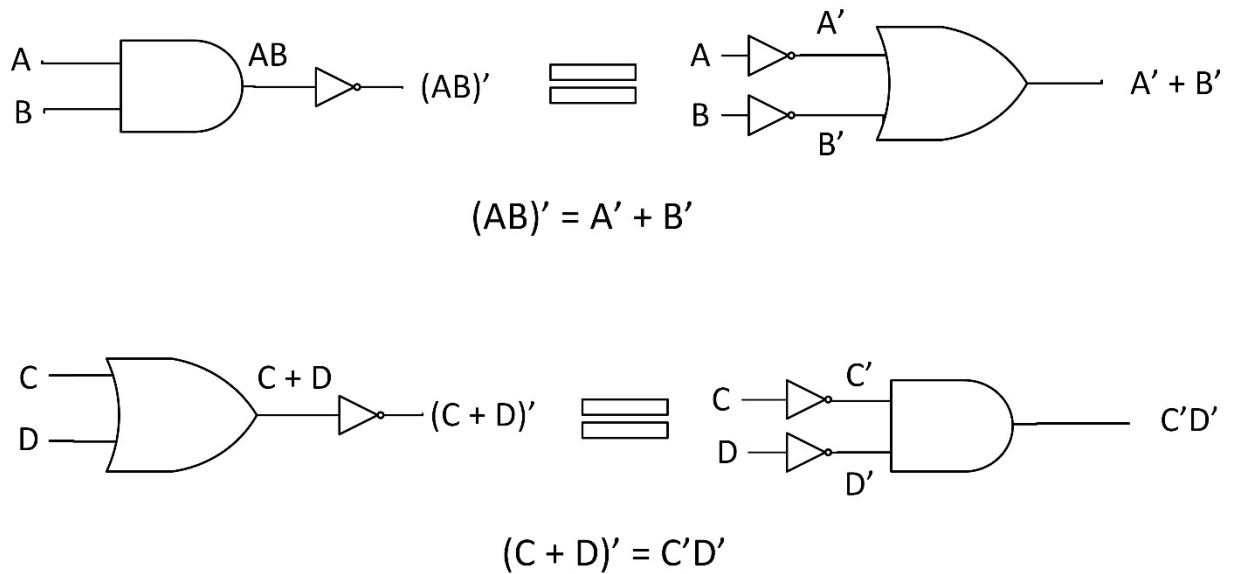 A
B
AB
(AB)’
A
B
A’
B’
A’ + B’
(AB)’ = A’ + B’
C
D
C + D
(C + D)’
C
D
C’
D’
C’D’
(C + D)’ = C’D’